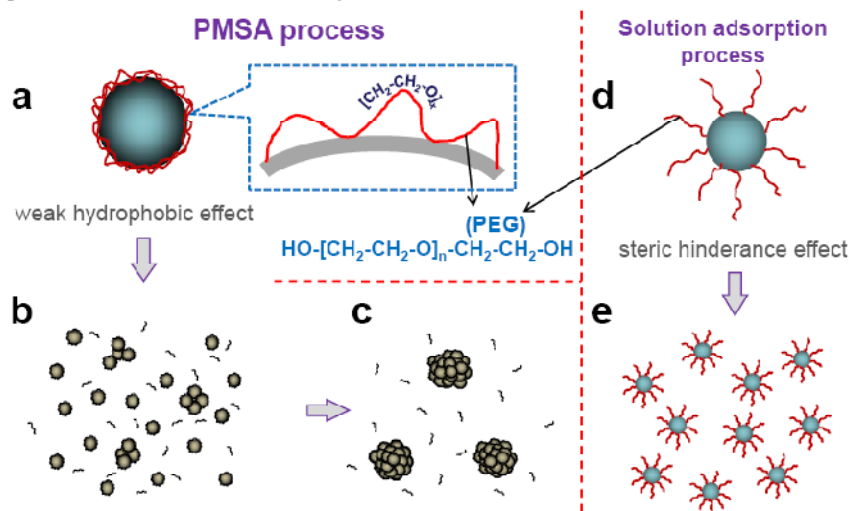 PMSA process
Solution adsorption
process
a
[CH₂-CH₂-O]ₓ
d
weak hydrophobic effect
(PEG)
HO-[CH₂-CH₂-O]ₙ-CH₂-CH₂-OH
steric hinderance effect
b
c
e